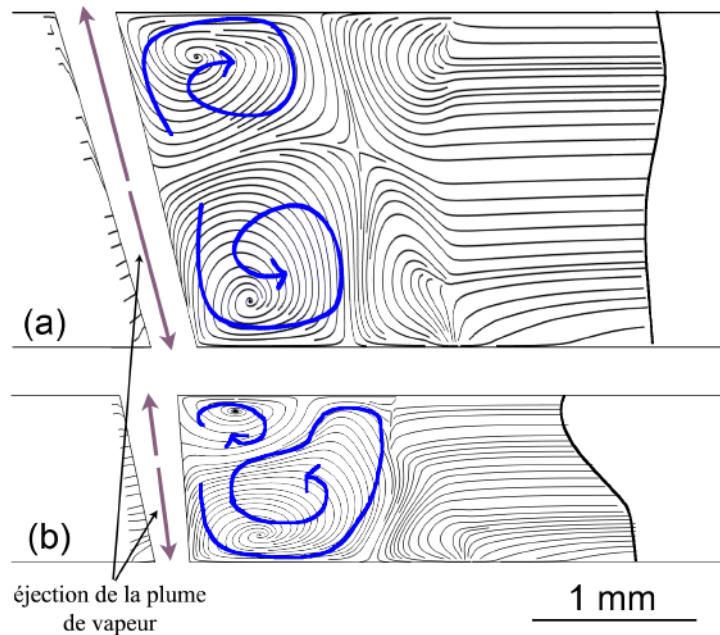 (a)
(b)
éjection de la plume
de vapeur
1 mm